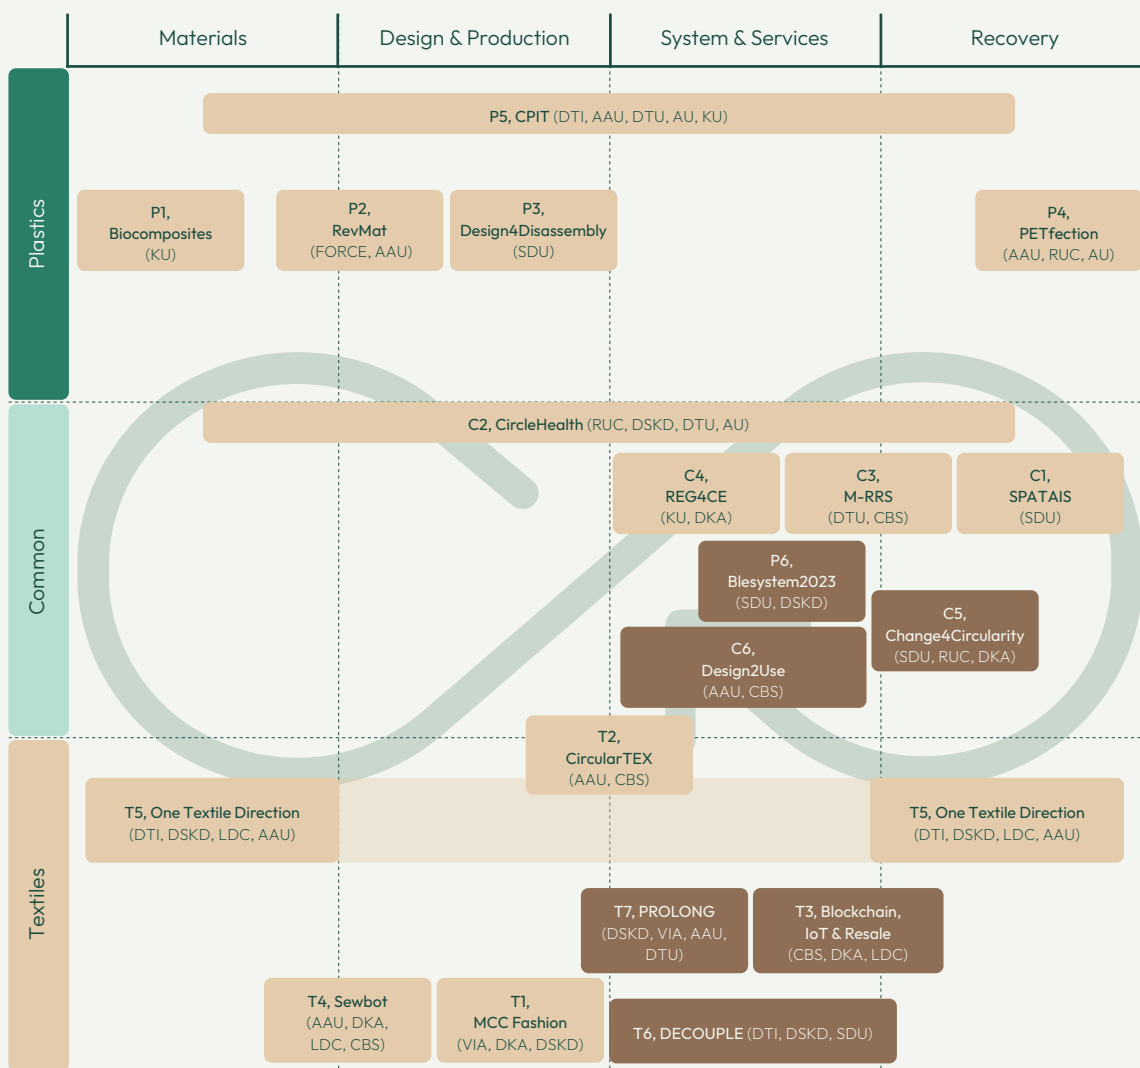 Materials
Design & Production
System & Services
Recovery
Plastics
P5, CPIT (DTI, AAU, DTU, AU, KU)
P1,
Biocomposites
(KU)
P2,
RevMat
(FORCE, AAU)
P3,
Design4Disassembly
(SDU)
P4,
PETfection
(AAU, RUC, AU)
Common
C2, CircleHealth (RUC, DSKD, DTU, AU)
C4,
REG4CE
(KU, DKA)
C3,
M-RRS
(DTU, CBS)
C1,
SPATAIS
(SDU)
P6,
Blesystem2023
(SDU, DSKD)
C5,
Change4Circularity
(SDU, RUC, DKA)
C6,
Design2Use
(AAU, CBS)
Textiles
T2,
CircularTEX
(AAU, CBS)
T5, One Textile Direction
(DTI, DSKD, LDC, AAU)
T5, One Textile Direction
(DTI, DSKD, LDC, AAU)
T7, PROLONG
(DSKD, VIA, AAU,
DTU)
T3, Blockchain,
IoT & Resale
(CBS, DKA, LDC)
T4, Sewbot
(AAU, DKA,
LDC, CBS)
T1,
MCC Fashion
(VIA, DKA, DSKD)
T6, DECOUPLE (DTI, DSKD, SDU)